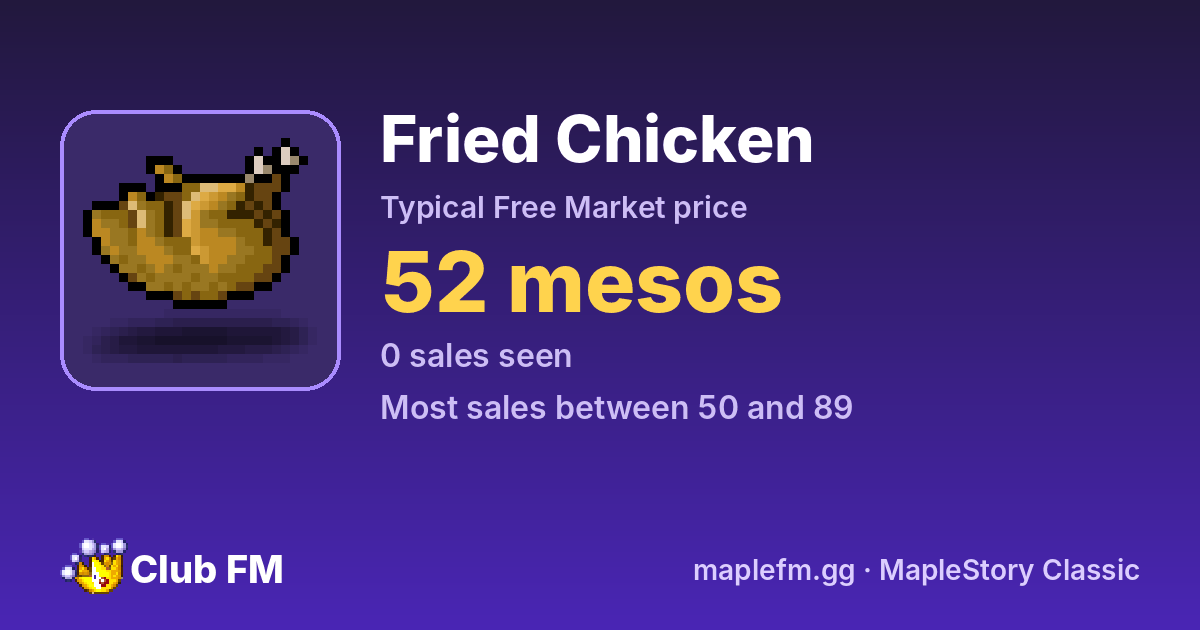 Fried Chicken
Typical Free Market price
52 mesos
0 sales seen
Most sales between 50 and 89
Club FM
maplefm.gg · MapleStory Classic